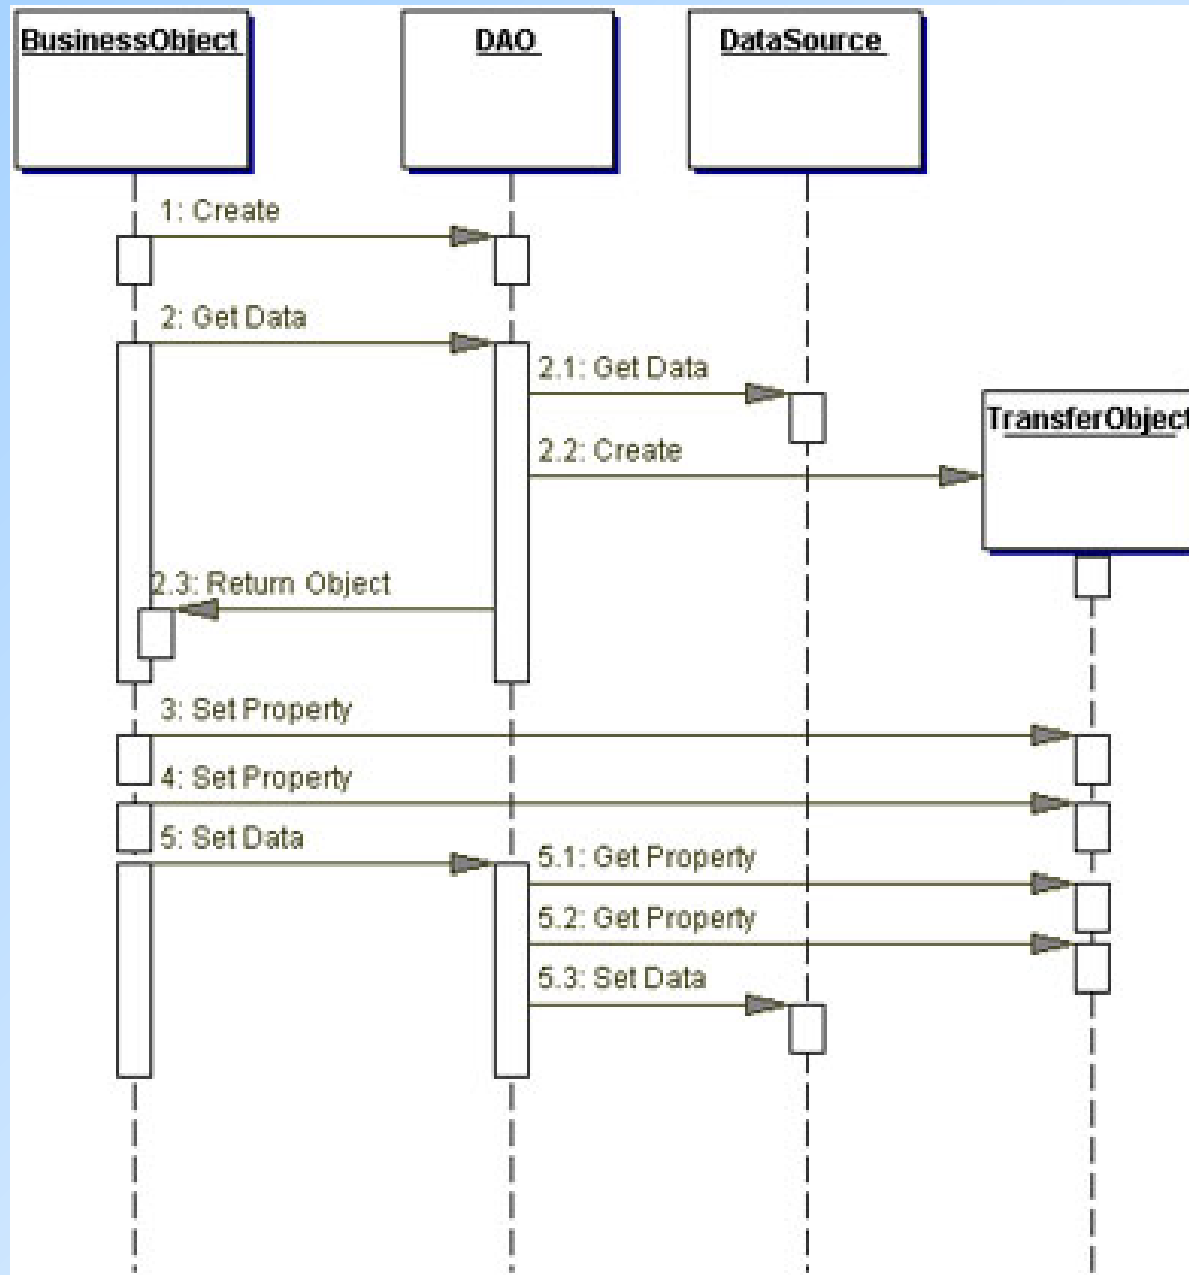 BusinessObject
DAO
DataSource
1: Create
2: Get Data
2.1: Get Data
TransferObject
2.2: Create
2.3: Return Object
3: Set Property
4: Set Property
5: Set Data
5.1: Get Property
5.2: Get Property
5.3: Set Data